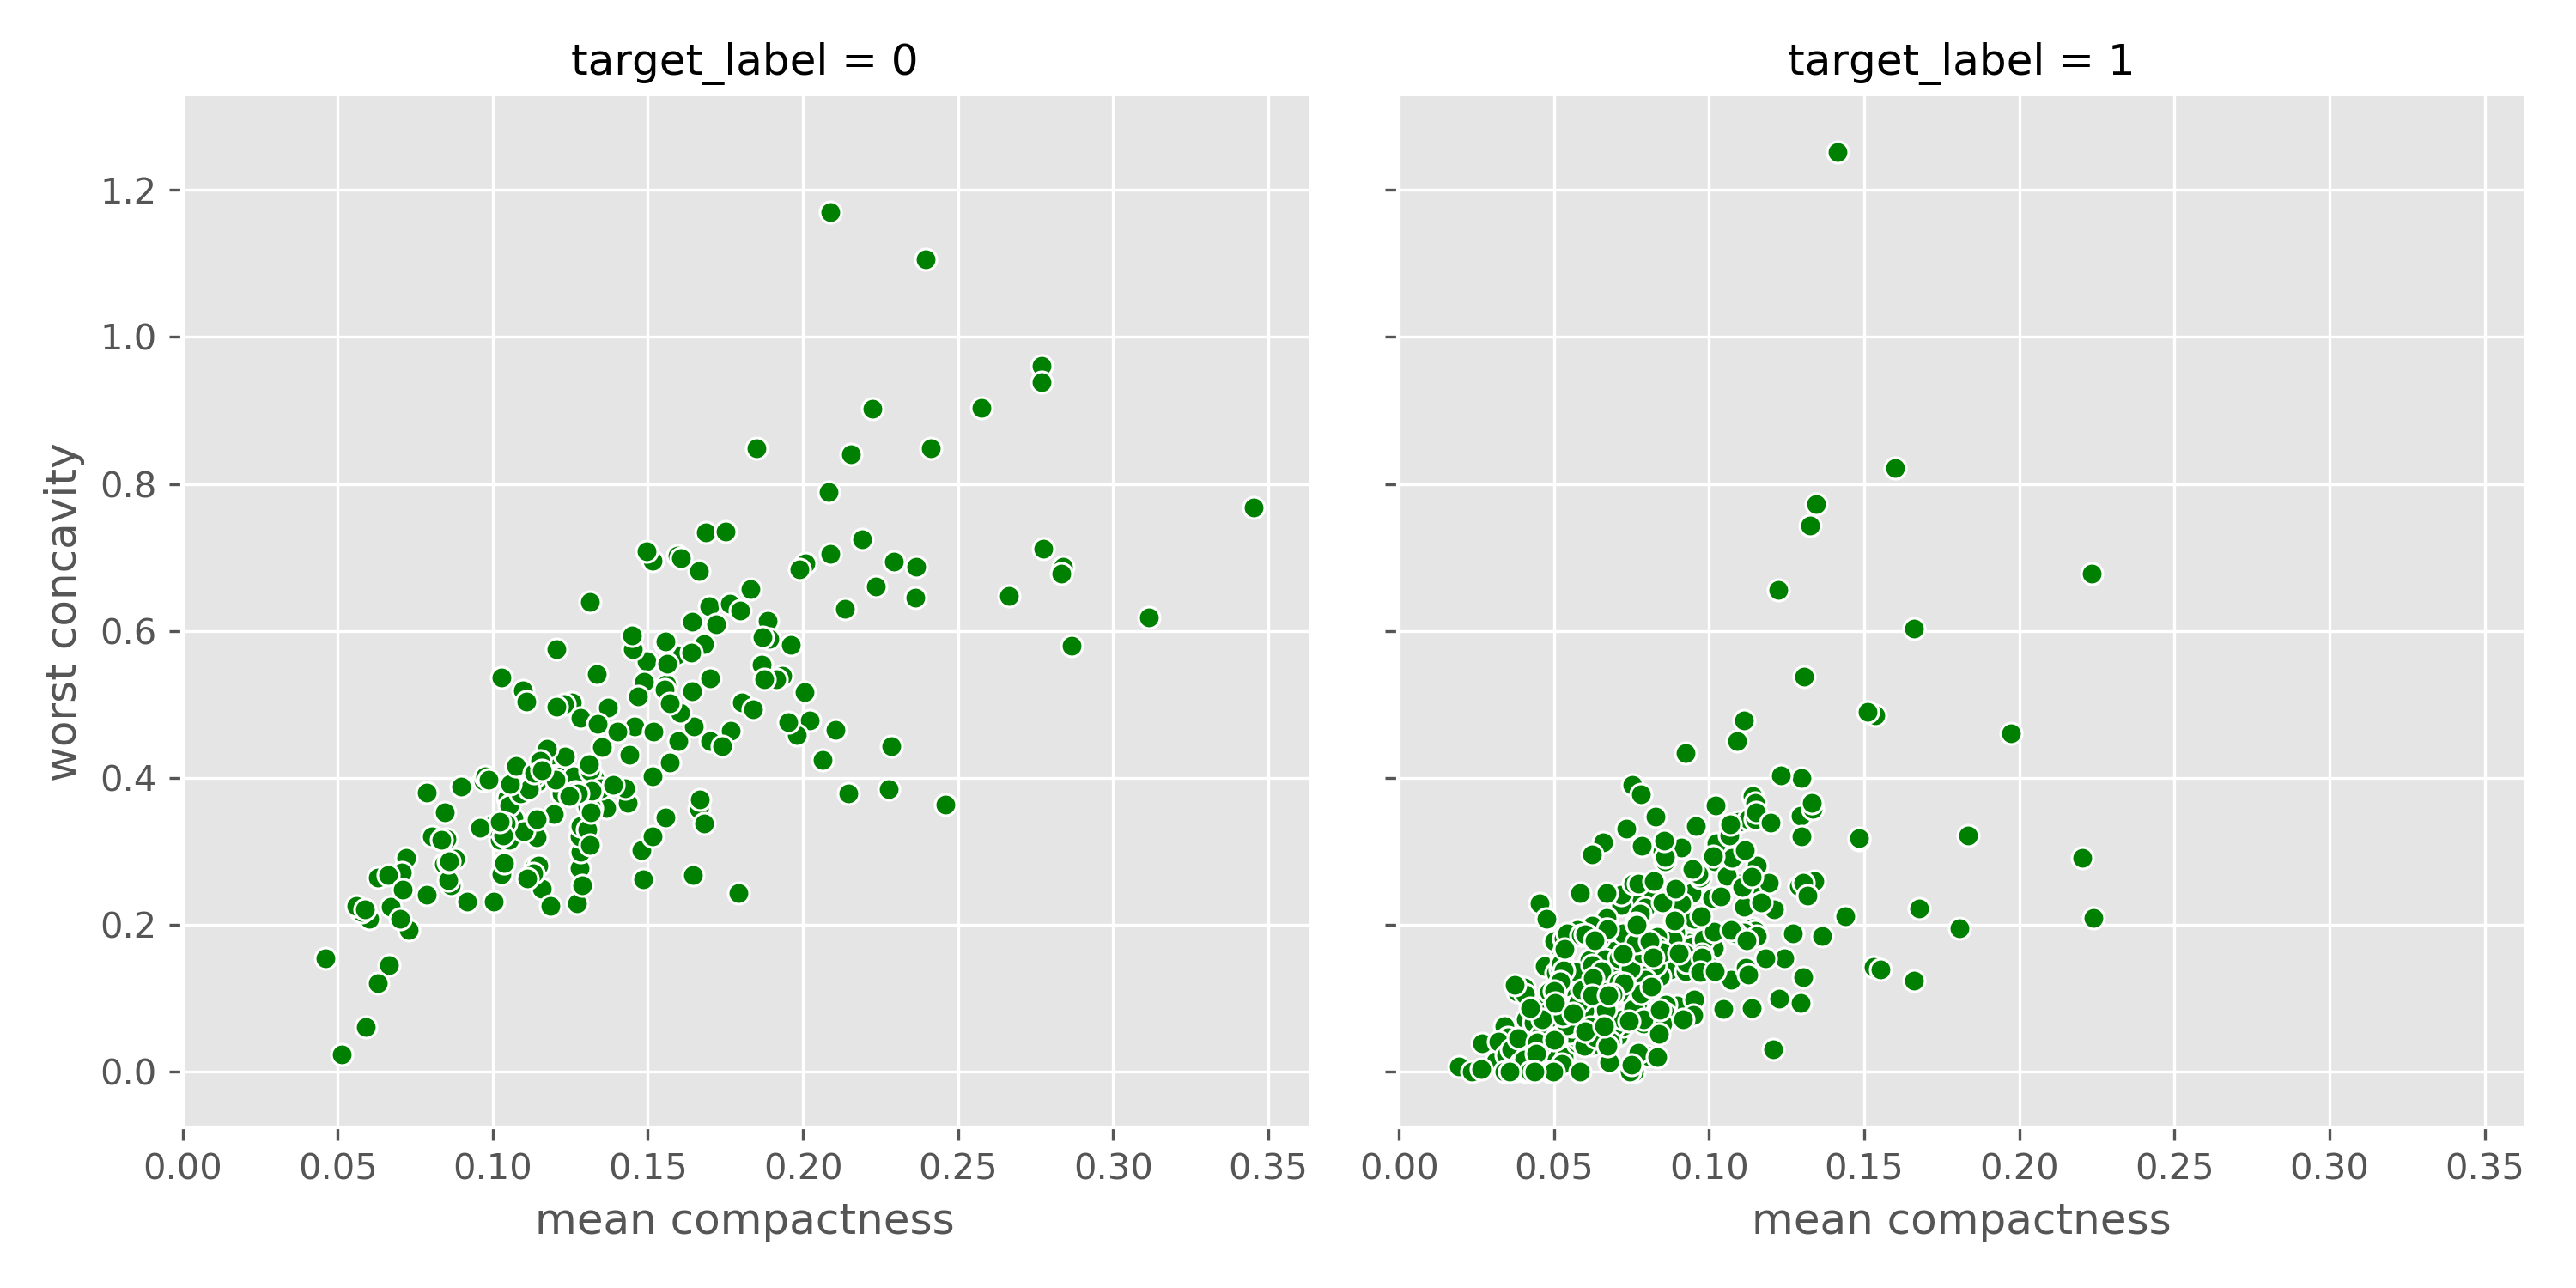 target_label = 0
target_label = 1
worst concavity
1.2
1.0
0.8
0.6
0.4
0.2
0.0
0.00 0.05 0.10 0.15 0.20 0.25 0.30 0.35
0.00 0.05 0.10 0.15 0.20 0.25 0.30 0.35
mean compactness
mean compactness